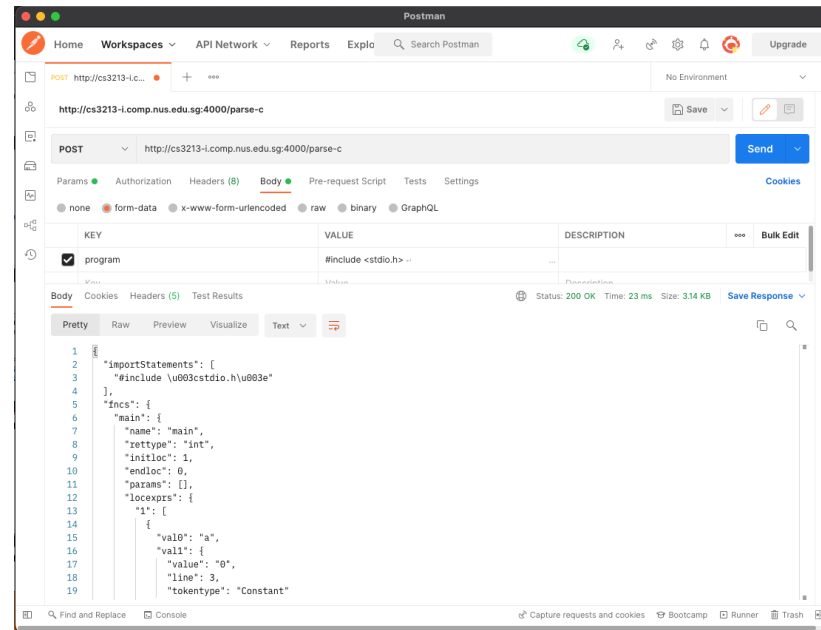 Postman
Home Workspaces API Network Reports Explo Search Postman Upgrade
POST http://cs3213-i.c... + ooo No Environment
http://cs3213-i.comp.nus.edu.sg:4000/parse-c Save
POST http://cs3213-i.comp.nus.edu.sg:4000/parse-c Send
Params Authorization Headers (8) Body Pre-request Script Tests Settings Cookies
none form-data x-www-form-urlencoded raw binary GraphQL
KEY VALUE DESCRIPTION ooo Bulk Edit
program #include <stdio.h> ...
Key Value Description
Body Cookies Headers (5) Test Results Status: 200 OK Time: 23 ms Size: 3.14 KB Save Response
Pretty Raw Preview Visualize Text
1 {
2 "importStatements": [
3 "#include \u003cstdio.h\u003e"
4 ],
5 "fncs": {
6 "main": {
7 "name": "main",
8 "rettype": "int",
9 "initloc": 1,
10 "endloc": 0,
11 "params": [],
12 "locexprs": {
13 "1": [
14 {
15 "val0": "a",
16 "val1": {
17 "value": "0",
18 "line": 3,
19 "tokentype": "Constant"
Find and Replace Console Capture requests and cookies Bootcamp Runner Trash